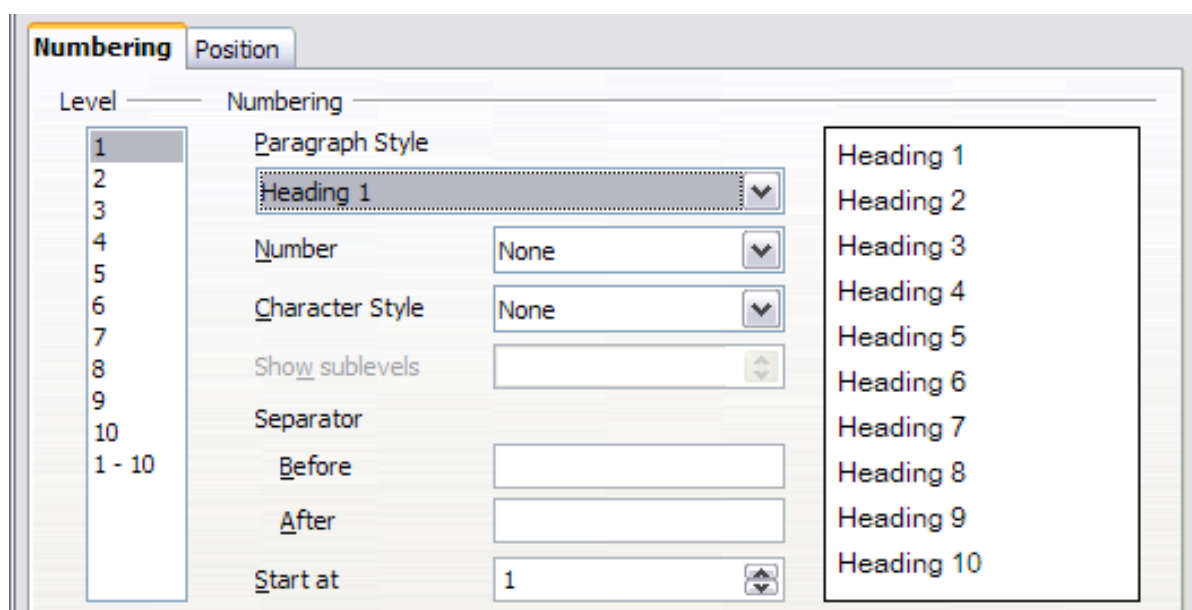 Numbering Position
Level Numbering
1
2
3
4
5
6
7
8
9
10
1 - 10
Paragraph Style
Heading 1
Number None
Character Style None
Show sublevels
Separator
Before
After
Start at 1
Heading 1
Heading 2
Heading 3
Heading 4
Heading 5
Heading 6
Heading 7
Heading 8
Heading 9
Heading 10